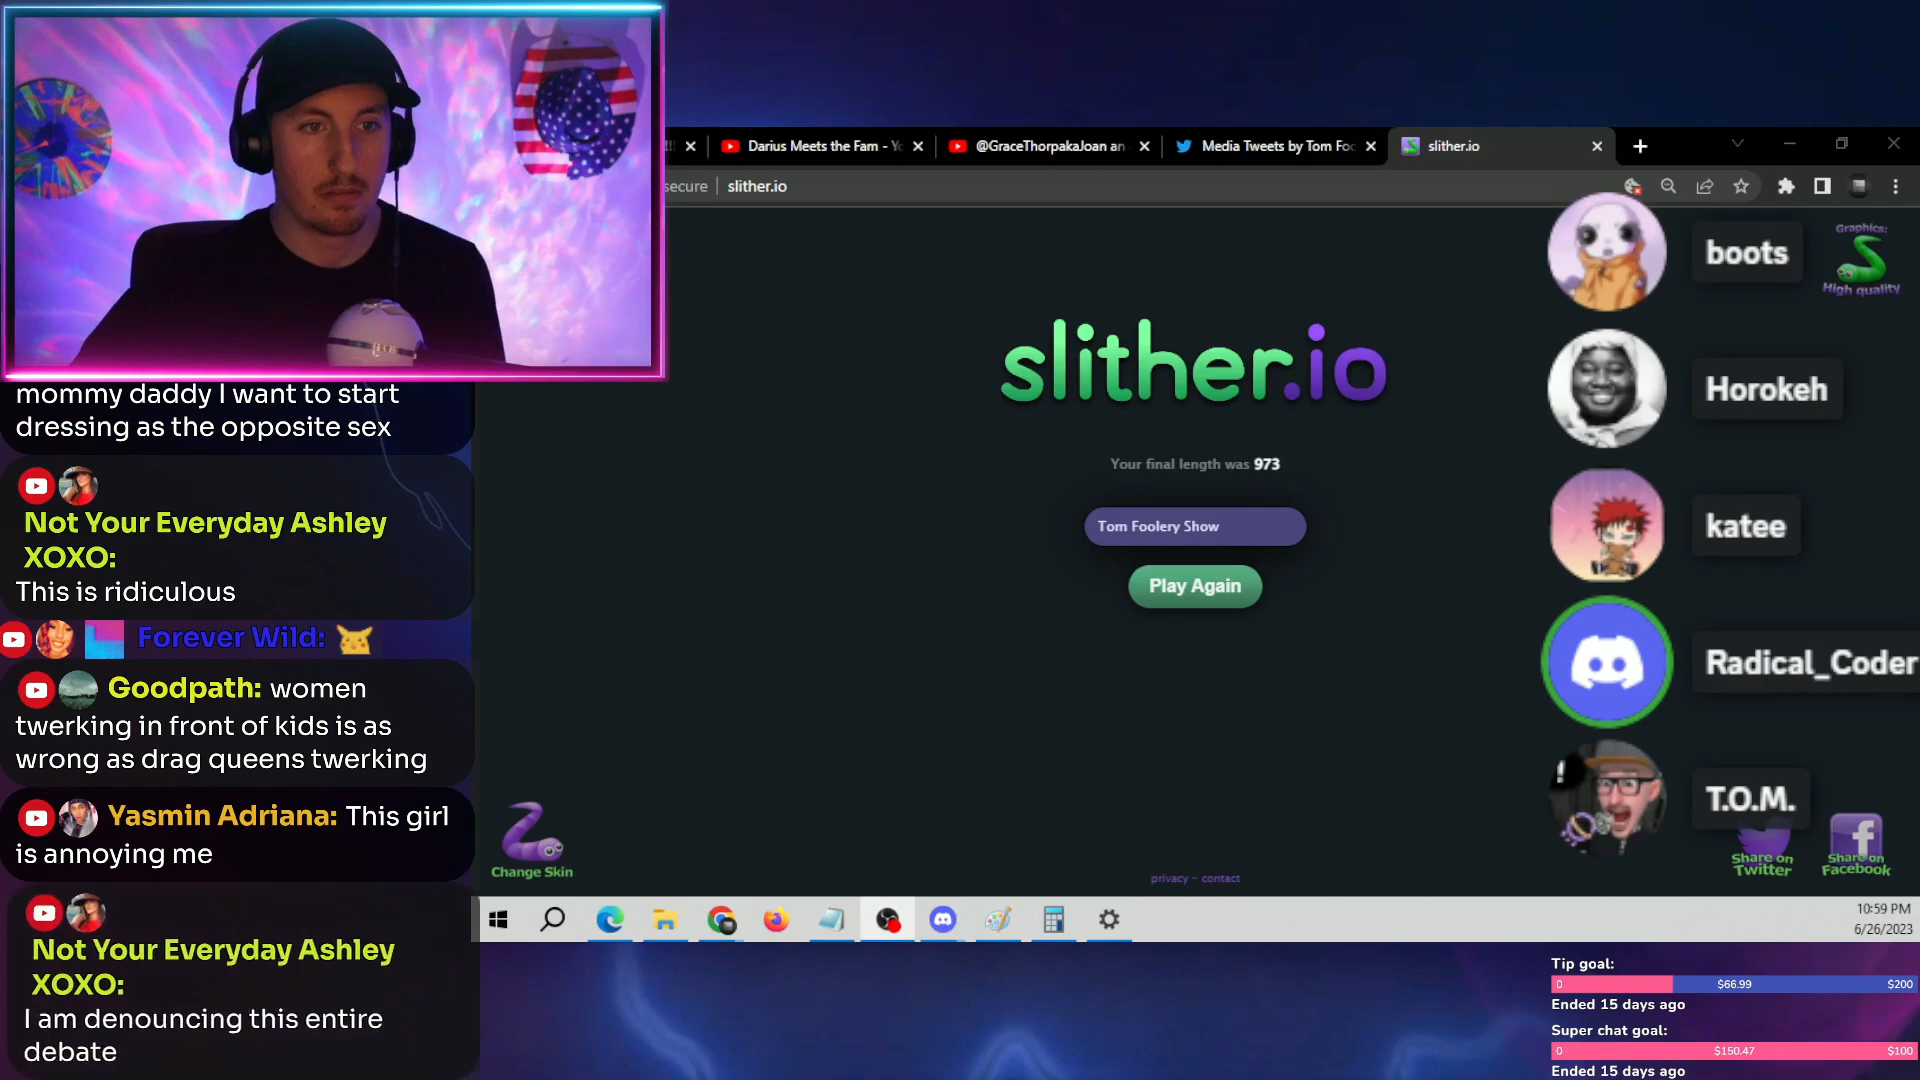 Darius Meets the Fam - Yo
@GraceThorpakaJoan an
Media Tweets by Tom Foo
slither.io
secure
slither.io
boots
Graphics:
High quality
Horokeh
slither.io
mommy daddy I want to start
dressing as the opposite sex
Your final length was 973
Not Your Everyday Ashley
XOXO:
This is ridiculous
Tom Foolery Show
katee
Play Again
Forever Wild:
Radical_Coder
Goodpath: women
twerking in front of kids is as
wrong as drag queens twerking
Yasmin Adriana: This girl
is annoying me
T.O.M.
Change Skin
Share on
Twitter
Share on
Facebook
privacy - contact
Not Your Everyday Ashley
XOXO:
I am denouncing this entire
debate
10:59 PM
6/26/2023
Tip goal:
0 $66.99 $200
Ended 15 days ago
Super chat goal:
0 $150.47 $100
Ended 15 days ago